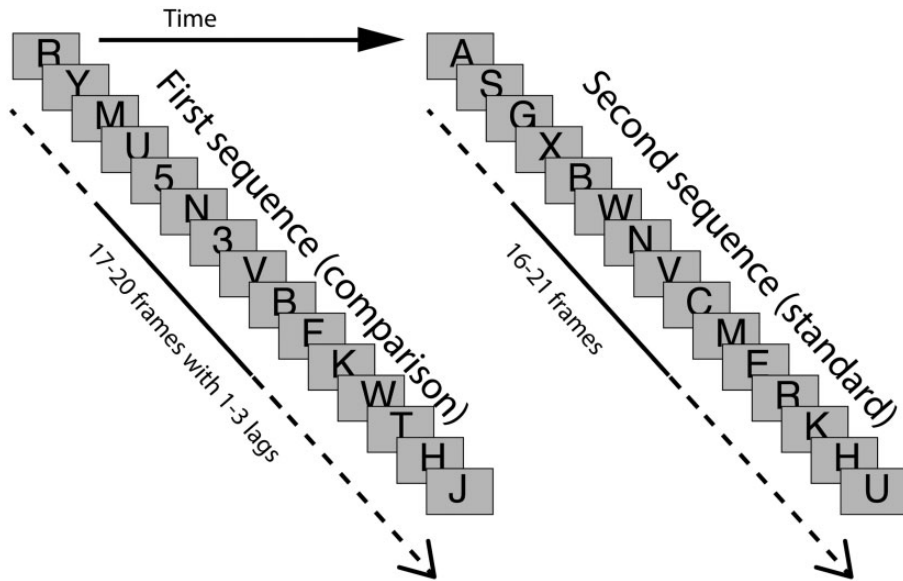 Time
R
Y
M
U
5
N
3
V
B
F
K
W
T
H
J
First sequence (comparison)
17-20 frames with 1-3 lags
A
S
G
X
B
W
N
V
C
M
E
R
K
H
U
Second sequence (standard)
16-21 frames